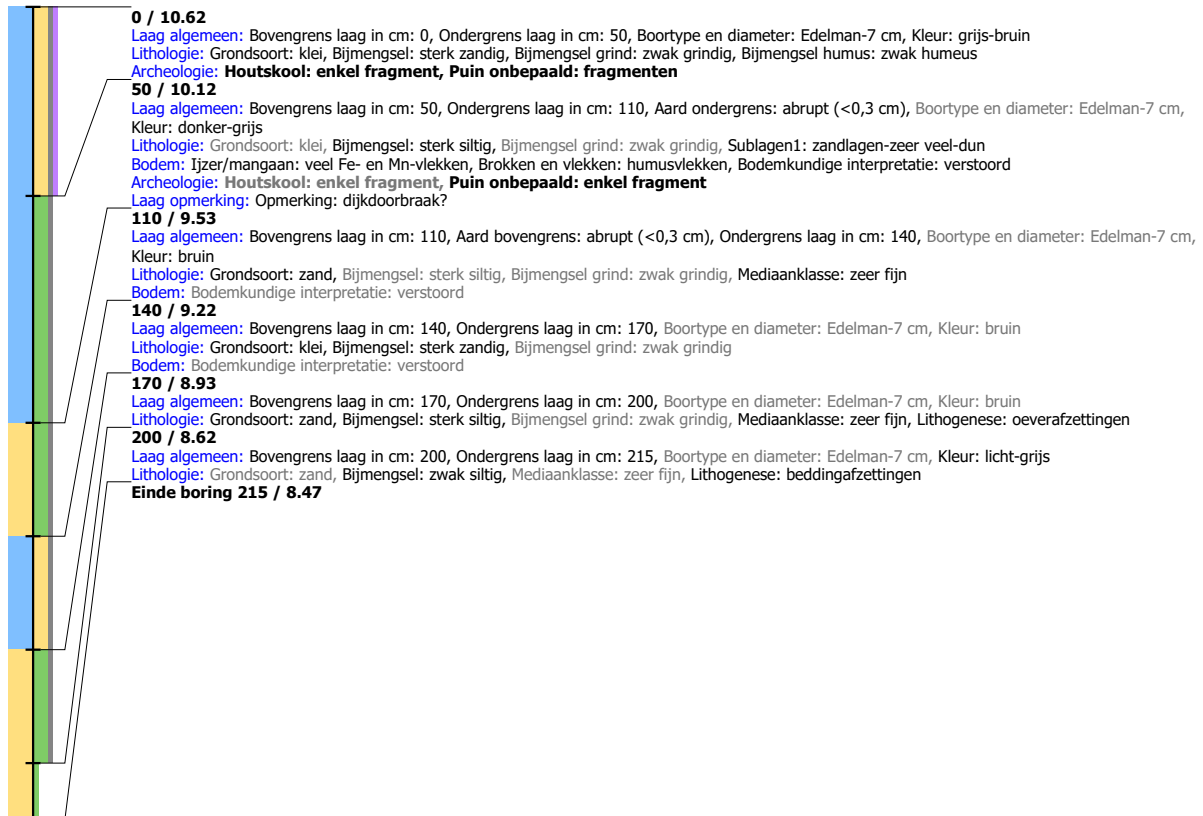 0 / 10.62
Laag algemeen: Bovengrens laag in cm: 0, Ondergrens laag in cm: 50, Boortype en diameter: Edelman-7 cm, Kleur: grijs-bruin
Lithologie: Grondsoort: klei, Bijmengsel: sterk zandig, Bijmengsel grind: zwak grindig, Bijmengsel humus: zwak humeus
Archeologie: Houtskool: enkel fragment, Puin onbepaald: fragmenten
50 / 10.12
Laag algemeen: Bovengrens laag in cm: 50, Ondergrens laag in cm: 110, Aard ondergrens: abrupt (<0,3 cm), Boortype en diameter: Edelman-7 cm,
Kleur: donker-grijs
Lithologie: Grondsoort: klei, Bijmengsel: sterk siltig, Bijmengsel grind: zwak grindig, Sublagen1: zandlagen-zeer veel-dun
Bodem: Ijzer/mangaan: veel Fe- en Mn-vlekken, Brokken en vlekken: humusvlekken, Bodemkundige interpretatie: verstoord
Archeologie: Houtskool: enkel fragment, Puin onbepaald: enkel fragment
Laag opmerking: Opmerking: dijkdoorbraak?
110 / 9.53
Laag algemeen: Bovengrens laag in cm: 110, Aard bovengrens: abrupt (<0,3 cm), Ondergrens laag in cm: 140, Boortype en diameter: Edelman-7 cm,
Kleur: bruin
Lithologie: Grondsoort: zand, Bijmengsel: sterk siltig, Bijmengsel grind: zwak grindig, Mediaanklasse: zeer fijn
Bodem: Bodemkundige interpretatie: verstoord
140 / 9.22
Laag algemeen: Bovengrens laag in cm: 140, Ondergrens laag in cm: 170, Boortype en diameter: Edelman-7 cm, Kleur: bruin
Lithologie: Grondsoort: klei, Bijmengsel: sterk zandig, Bijmengsel grind: zwak grindig
Bodem: Bodemkundige interpretatie: verstoord
170 / 8.93
Laag algemeen: Bovengrens laag in cm: 170, Ondergrens laag in cm: 200, Boortype en diameter: Edelman-7 cm, Kleur: bruin
Lithologie: Grondsoort: zand, Bijmengsel: sterk siltig, Bijmengsel grind: zwak grindig, Mediaanklasse: zeer fijn, Lithogenese: oeverafzettingen
200 / 8.62
Laag algemeen: Bovengrens laag in cm: 200, Ondergrens laag in cm: 215, Boortype en diameter: Edelman-7 cm, Kleur: licht-grijs
Lithologie: Grondsoort: zand, Bijmengsel: zwak siltig, Mediaanklasse: zeer fijn, Lithogenese: beddingafzettingen
Einde boring 215 / 8.47